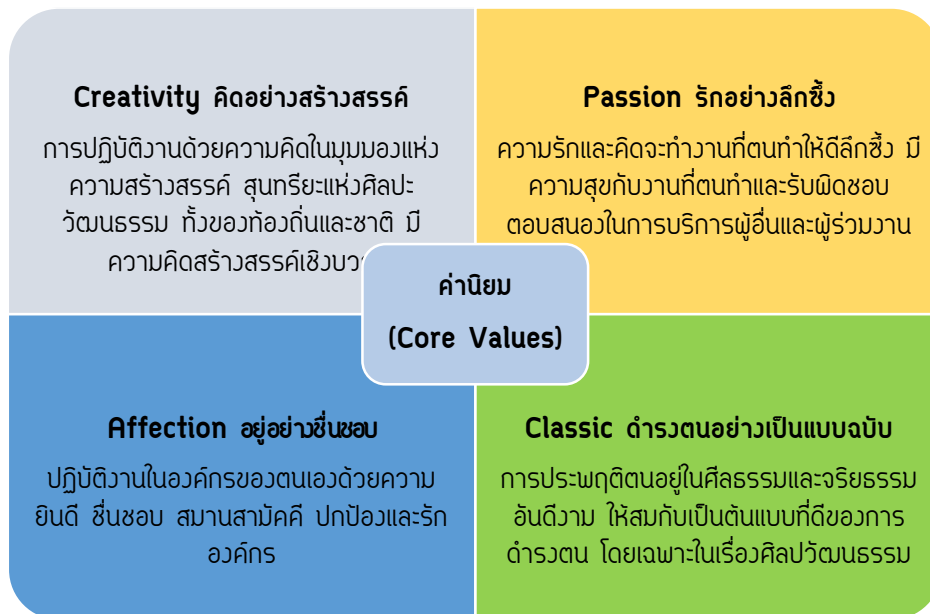 Creativity คิดอย่างสร้างสรรค์
การปฏิบัติงานด้วยความคิดในมุมมองแห่ง
ความสร้างสรรค์ สุนทรียะแห่งศิลปะ
วัฒนธรรม ทั้งของท้องถิ่นและชาติ มี
ความคิดสร้างสรรค์เชิง
Passion รักอย่างลึกซึ้ง
ความรักและคิดจะทำงานที่ตนทำให้ดีลึกซึ้ง มี
ความสุขกับงานที่ตนทำและรับผิดชอบ
ตอบสนองในการบริการผู้อื่นและผู้ร่วมงาน
ค่านิยม
(Core Values)
Affection อยู่อย่างชื่นชอบ
ปฏิบัติงานในองค์กรของตนเองด้วยความ
ยินดี ชื่นชอบ สมานสามัคคี ปกป้องและรัก
องค์กร
Classic ดำรงตนอย่างเป็นแบบฉบับ
การประพฤติตนอยู่ในศีลธรรมและจริยธรรม
อันดีงาม ให้สมกับเป็นต้นแบบที่ดีของการ
ดำรงตน โดยเฉพาะในเรื่องศิลปวัฒนธรรม